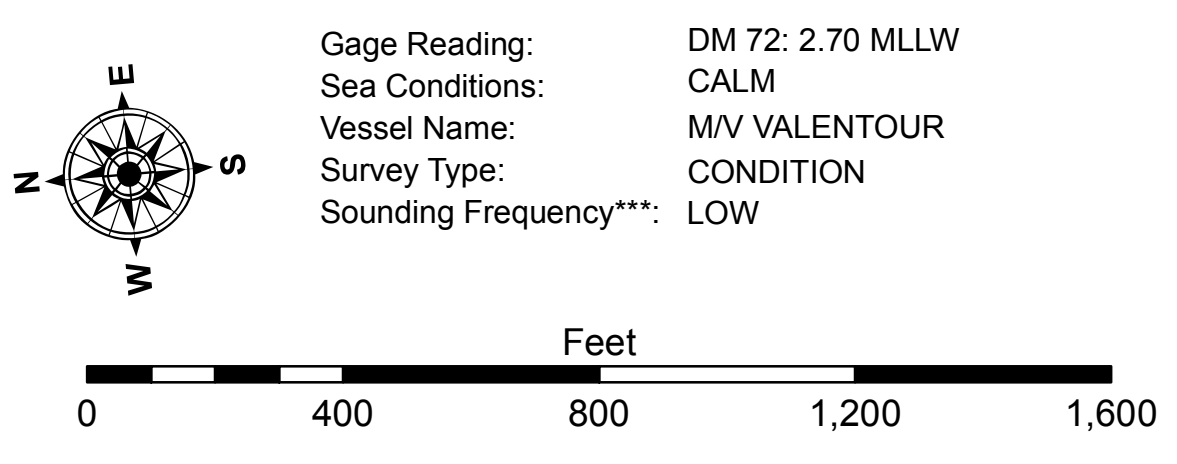 E
N
S
W
Gage Reading: DM 72: 2.70 MLLW
Sea Conditions: CALM
Vessel Name: M/V VALENTOUR
Survey Type: CONDITION
Sounding Frequency***: LOW
Feet
0 400 800 1,200 1,600